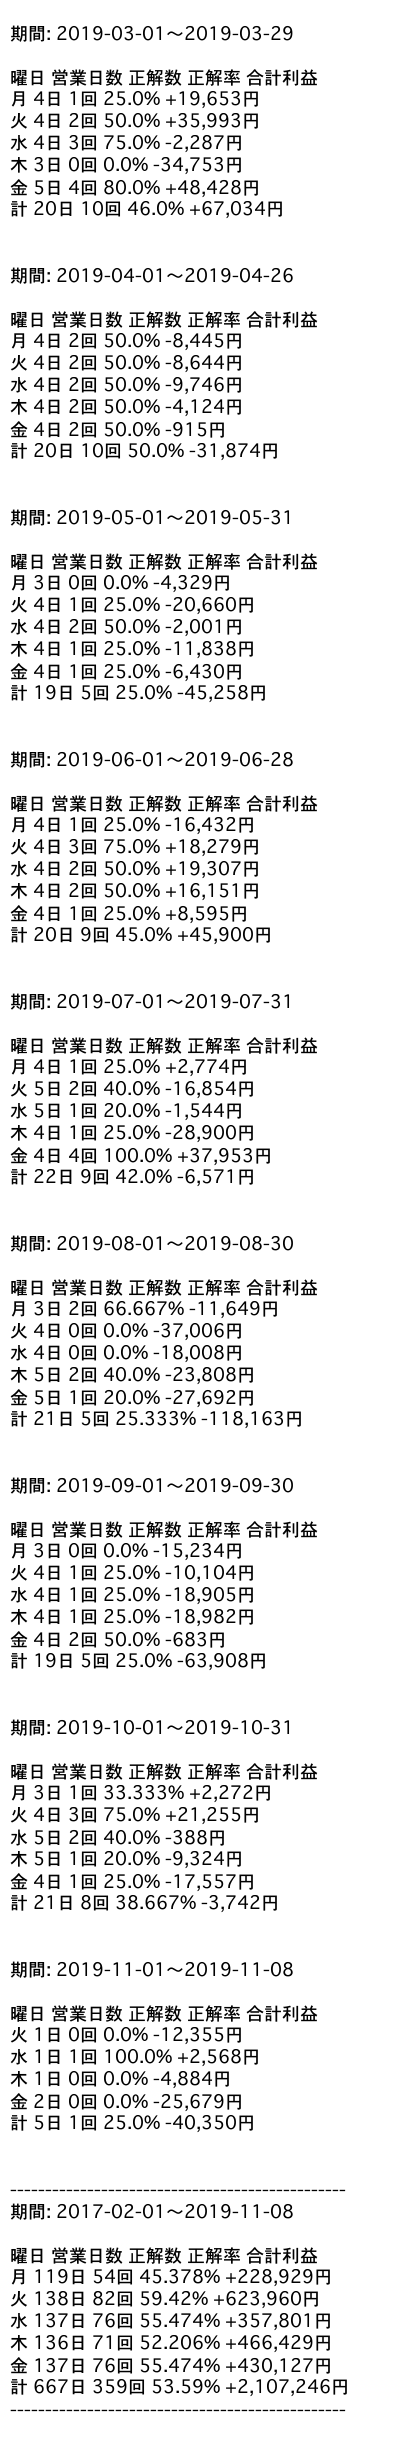 期間: 2019-03-01〜2019-03-29
曜日 営業日数 正解数 正解率 合計利益
月 4日 1回 25.0% +19,653円
火 4日 2回 50.0% +35,993円
水 4日 3回 75.0% -2,287円
木 3日 0回 0.0% -34,753円
金 5日 4回 80.0% +48,428円
計 20日 10回 46.0% +67,034円
期間: 2019-04-01〜2019-04-26
曜日 営業日数 正解数 正解率 合計利益
月 4日 2回 50.0% -8,445円
火 4日 2回 50.0% -8,644円
水 4日 2回 50.0% -9,746円
木 4日 2回 50.0% -4,124円
金 4日 2回 50.0% -915円
計 20日 10回 50.0% -31,874円
期間: 2019-05-01〜2019-05-31
曜日 営業日数 正解数 正解率 合計利益
月 3日 0回 0.0% -4,329円
火 4日 1回 25.0% -20,660円
水 4日 2回 50.0% -2,001円
木 4日 1回 25.0% -11,838円
金 4日 1回 25.0% -6,430円
計 19日 5回 25.0% -45,258円
期間: 2019-06-01〜2019-06-28
曜日 営業日数 正解数 正解率 合計利益
月 4日 1回 25.0% -16,432円
火 4日 3回 75.0% +18,279円
水 4日 2回 50.0% +19,307円
木 4日 2回 50.0% +16,151円
金 4日 1回 25.0% +8,595円
計 20日 9回 45.0% +45,900円
期間: 2019-07-01〜2019-07-31
曜日 営業日数 正解数 正解率 合計利益
月 4日 1回 25.0% +2,774円
火 5日 2回 40.0% -16,854円
水 5日 1回 20.0% -1,544円
木 4日 1回 25.0% -28,900円
金 4日 4回 100.0% +37,953円
計 22日 9回 42.0% -6,571円
期間: 2019-08-01〜2019-08-30
曜日 営業日数 正解数 正解率 合計利益
月 3日 2回 66.667% -11,649円
火 4日 0回 0.0% -37,006円
水 4日 0回 0.0% -18,008円
木 5日 2回 40.0% -23,808円
金 5日 1回 20.0% -27,692円
計 21日 5回 25.333% -118,163円
期間: 2019-09-01〜2019-09-30
曜日 営業日数 正解数 正解率 合計利益
月 3日 0回 0.0% -15,234円
火 4日 1回 25.0% -10,104円
水 4日 1回 25.0% -18,905円
木 4日 1回 25.0% -18,982円
金 4日 2回 50.0% -683円
計 19日 5回 25.0% -63,908円
期間: 2019-10-01〜2019-10-31
曜日 営業日数 正解数 正解率 合計利益
月 3日 1回 33.333% +2,272円
火 4日 3回 75.0% +21,255円
水 5日 2回 40.0% -388円
木 5日 1回 20.0% -9,324円
金 4日 1回 25.0% -17,557円
計 21日 8回 38.667% -3,742円
期間: 2019-11-01〜2019-11-08
曜日 営業日数 正解数 正解率 合計利益
火 1日 0回 0.0% -12,355円
水 1日 1回 100.0% +2,568円
木 1日 0回 0.0% -4,884円
金 2日 0回 0.0% -25,679円
計 5日 1回 25.0% -40,350円
------------------------------------------------
期間: 2017-02-01〜2019-11-08
曜日 営業日数 正解数 正解率 合計利益
月 119日 54回 45.378% +228,929円
火 138日 82回 59.42% +623,960円
水 137日 76回 55.474% +357,801円
木 136日 71回 52.206% +466,429円
金 137日 76回 55.474% +430,127円
計 667日 359回 53.59% +2,107,246円
------------------------------------------------